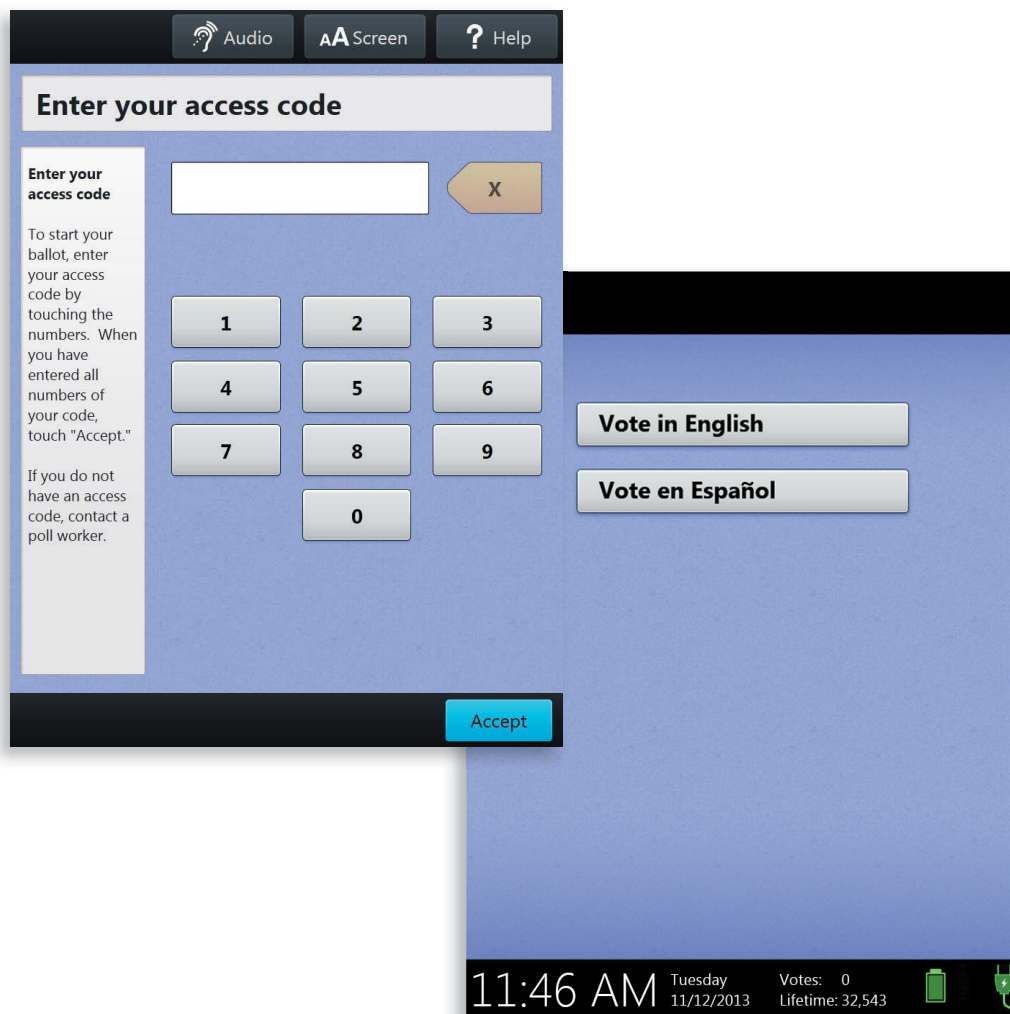 Audio
AA Screen
? Help
Enter your access code
Enter your
access code
To start your
ballot, enter
your access
code by
touching the
numbers. When
you have
entered all
numbers of
your code,
touch "Accept."
If you do not
have an access
code, contact a
poll worker.
X
1 2 3
4 5 6
7 8 9
0
Accept
Vote in English
Vote en Español
11:46 AM
Tuesday
11/12/2013
Votes: 0
Lifetime: 32,543